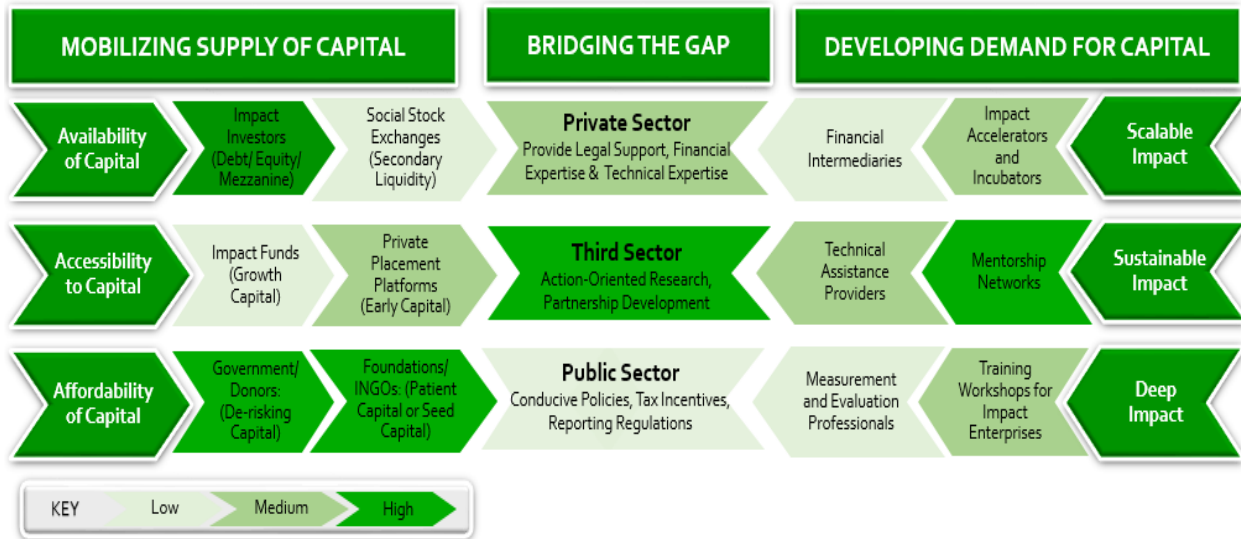 MOBILIZING SUPPLY OF CAPITAL
BRIDGING THE GAP
DEVELOPING DEMAND FOR CAPITAL
Availability
of Capital
Impact
Investors
(Debt/ Equity/
Mezzanine)
Social Stock
Exchanges
(Secondary
Liquidity)
Private Sector
Provide Legal Support, Financial
Expertise & Technical Expertise
Financial
Intermediaries
Impact
Accelerators
and
Incubators
Scalable
Impact
Accessibility
to Capital
Impact Funds
(Growth
Capital)
Private
Placement
Platforms
(Early Capital)
Third Sector
Action-Oriented Research,
Partnership Development
Technical
Assistance
Providers
Mentorship
Networks
Sustainable
Impact
Affordability
of Capital
Government/
Donors:
(De-risking
Capital)
Foundations/
INGOs: (Patient
Capital or Seed
Capital)
Public Sector
Conducive Policies, Tax Incentives,
Reporting Regulations
Measurement
and Evaluation
Professionals
Training
Workshops for
Impact
Enterprises
Deep
Impact
KEY
Low
Medium
High